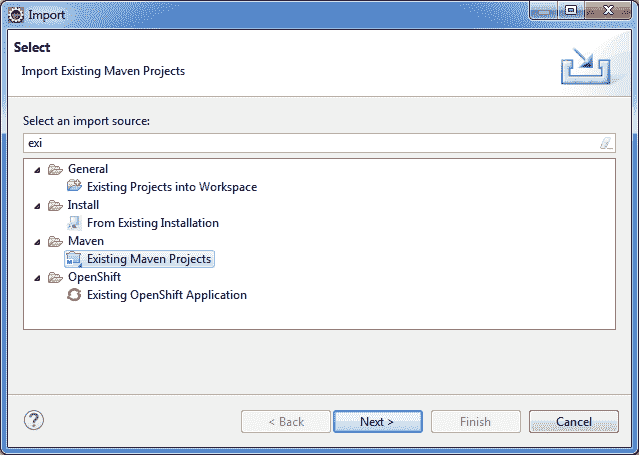 Import
Select
Import Existing Maven Projects
Select an import source:
exi
General
Existing Projects into Workspace
Install
From Existing Installation
Maven
Existing Maven Projects
OpenShift
Existing OpenShift Application
?
< Back
Next >
Finish
Cancel